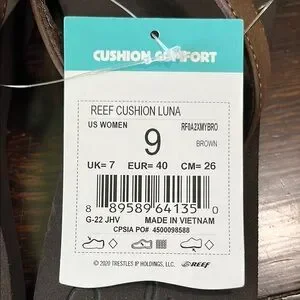 CUSHION COMFORT
REEF CUSHION LUNA
US WOMEN
9
RF0A2XMYBRO
BROWN
UK= 7 EUR= 40 CM= 26
8 89589 64135 0
G-22 JHV MADE IN VIETNAM
CPSIA PO# 4500098588
© 2020 TRESTLES IP HOLDINGS, LLC. REEF